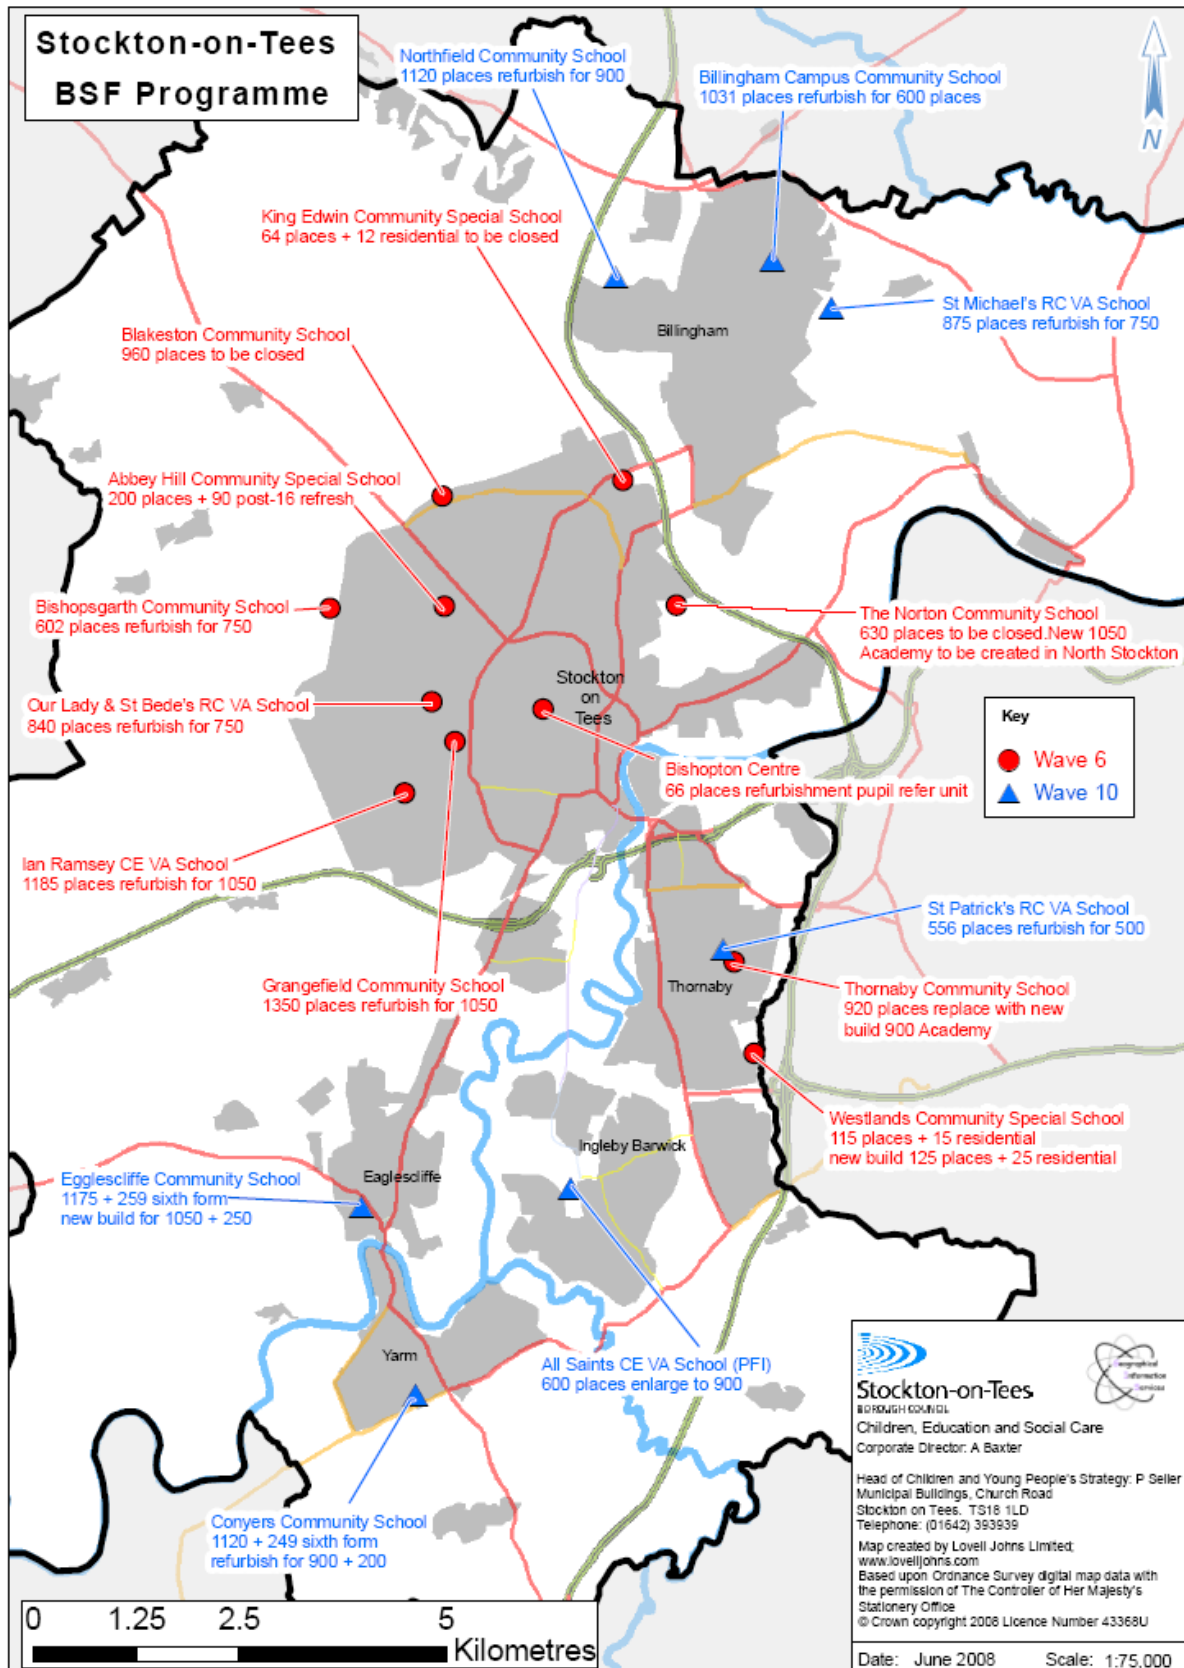 Stockton-on-Tees
BSF Programme
Northfield Community School
1120 places refurbish for 900
Billingham Campus Community School
1031 places refurbish for 600 places
N
King Edwin Community Special School
64 places + 12 residential to be closed
St Michael's RC VA School
875 places refurbish for 750
Billingham
Blakeston Community School
960 places to be closed
Abbey Hill Community Special School
200 places + 90 post-16 refresh
Bishopsgarth Community School
602 places refurbish for 750
The Norton Community School
630 places to be closed.New 1050
Academy to be created in North Stockton
Stockton
on
Tees
Our Lady & St Bede's RC VA School
840 places refurbish for 750
Key
Wave 6
Wave 10
Bishopton Centre
66 places refurbishment pupil refer unit
Ian Ramsey CE VA School
1185 places refurbish for 1050
St Patrick's RC VA School
556 places refurbish for 500
Grangefield Community School
1350 places refurbish for 1050
Thornaby
Thornaby Community School
920 places replace with new
build 900 Academy
Westlands Community Special School
115 places + 15 residential
new build 125 places + 25 residential
Ingleby Barwick
Eaglescliffe
Egglescliffe Community School
1175 + 259 sixth form
new build for 1050 + 250
Yarm
All Saints CE VA School (PFI)
600 places enlarge to 900
Conyers Community School
1120 + 249 sixth form
refurbish for 900 + 200
Stockton-on-Tees
BOROUGH COUNCIL
Geographical
Information
Services
Children, Education and Social Care
Corporate Director: A Baxter
Head of Children and Young People's Strategy: P Seller
Municipal Buildings, Church Road
Stockton on Tees. TS18 1LD
Telephone: (01642) 393939
Map created by Lovell Johns Limited;
www.lovelljohns.com
Based upon Ordnance Survey digital map data with
the permission of The Controller of Her Majesty's
Stationery Office
© Crown copyright 2008 Licence Number 43368U
Date: June 2008 Scale: 1:75,000
0 1.25 2.5 5
Kilometres